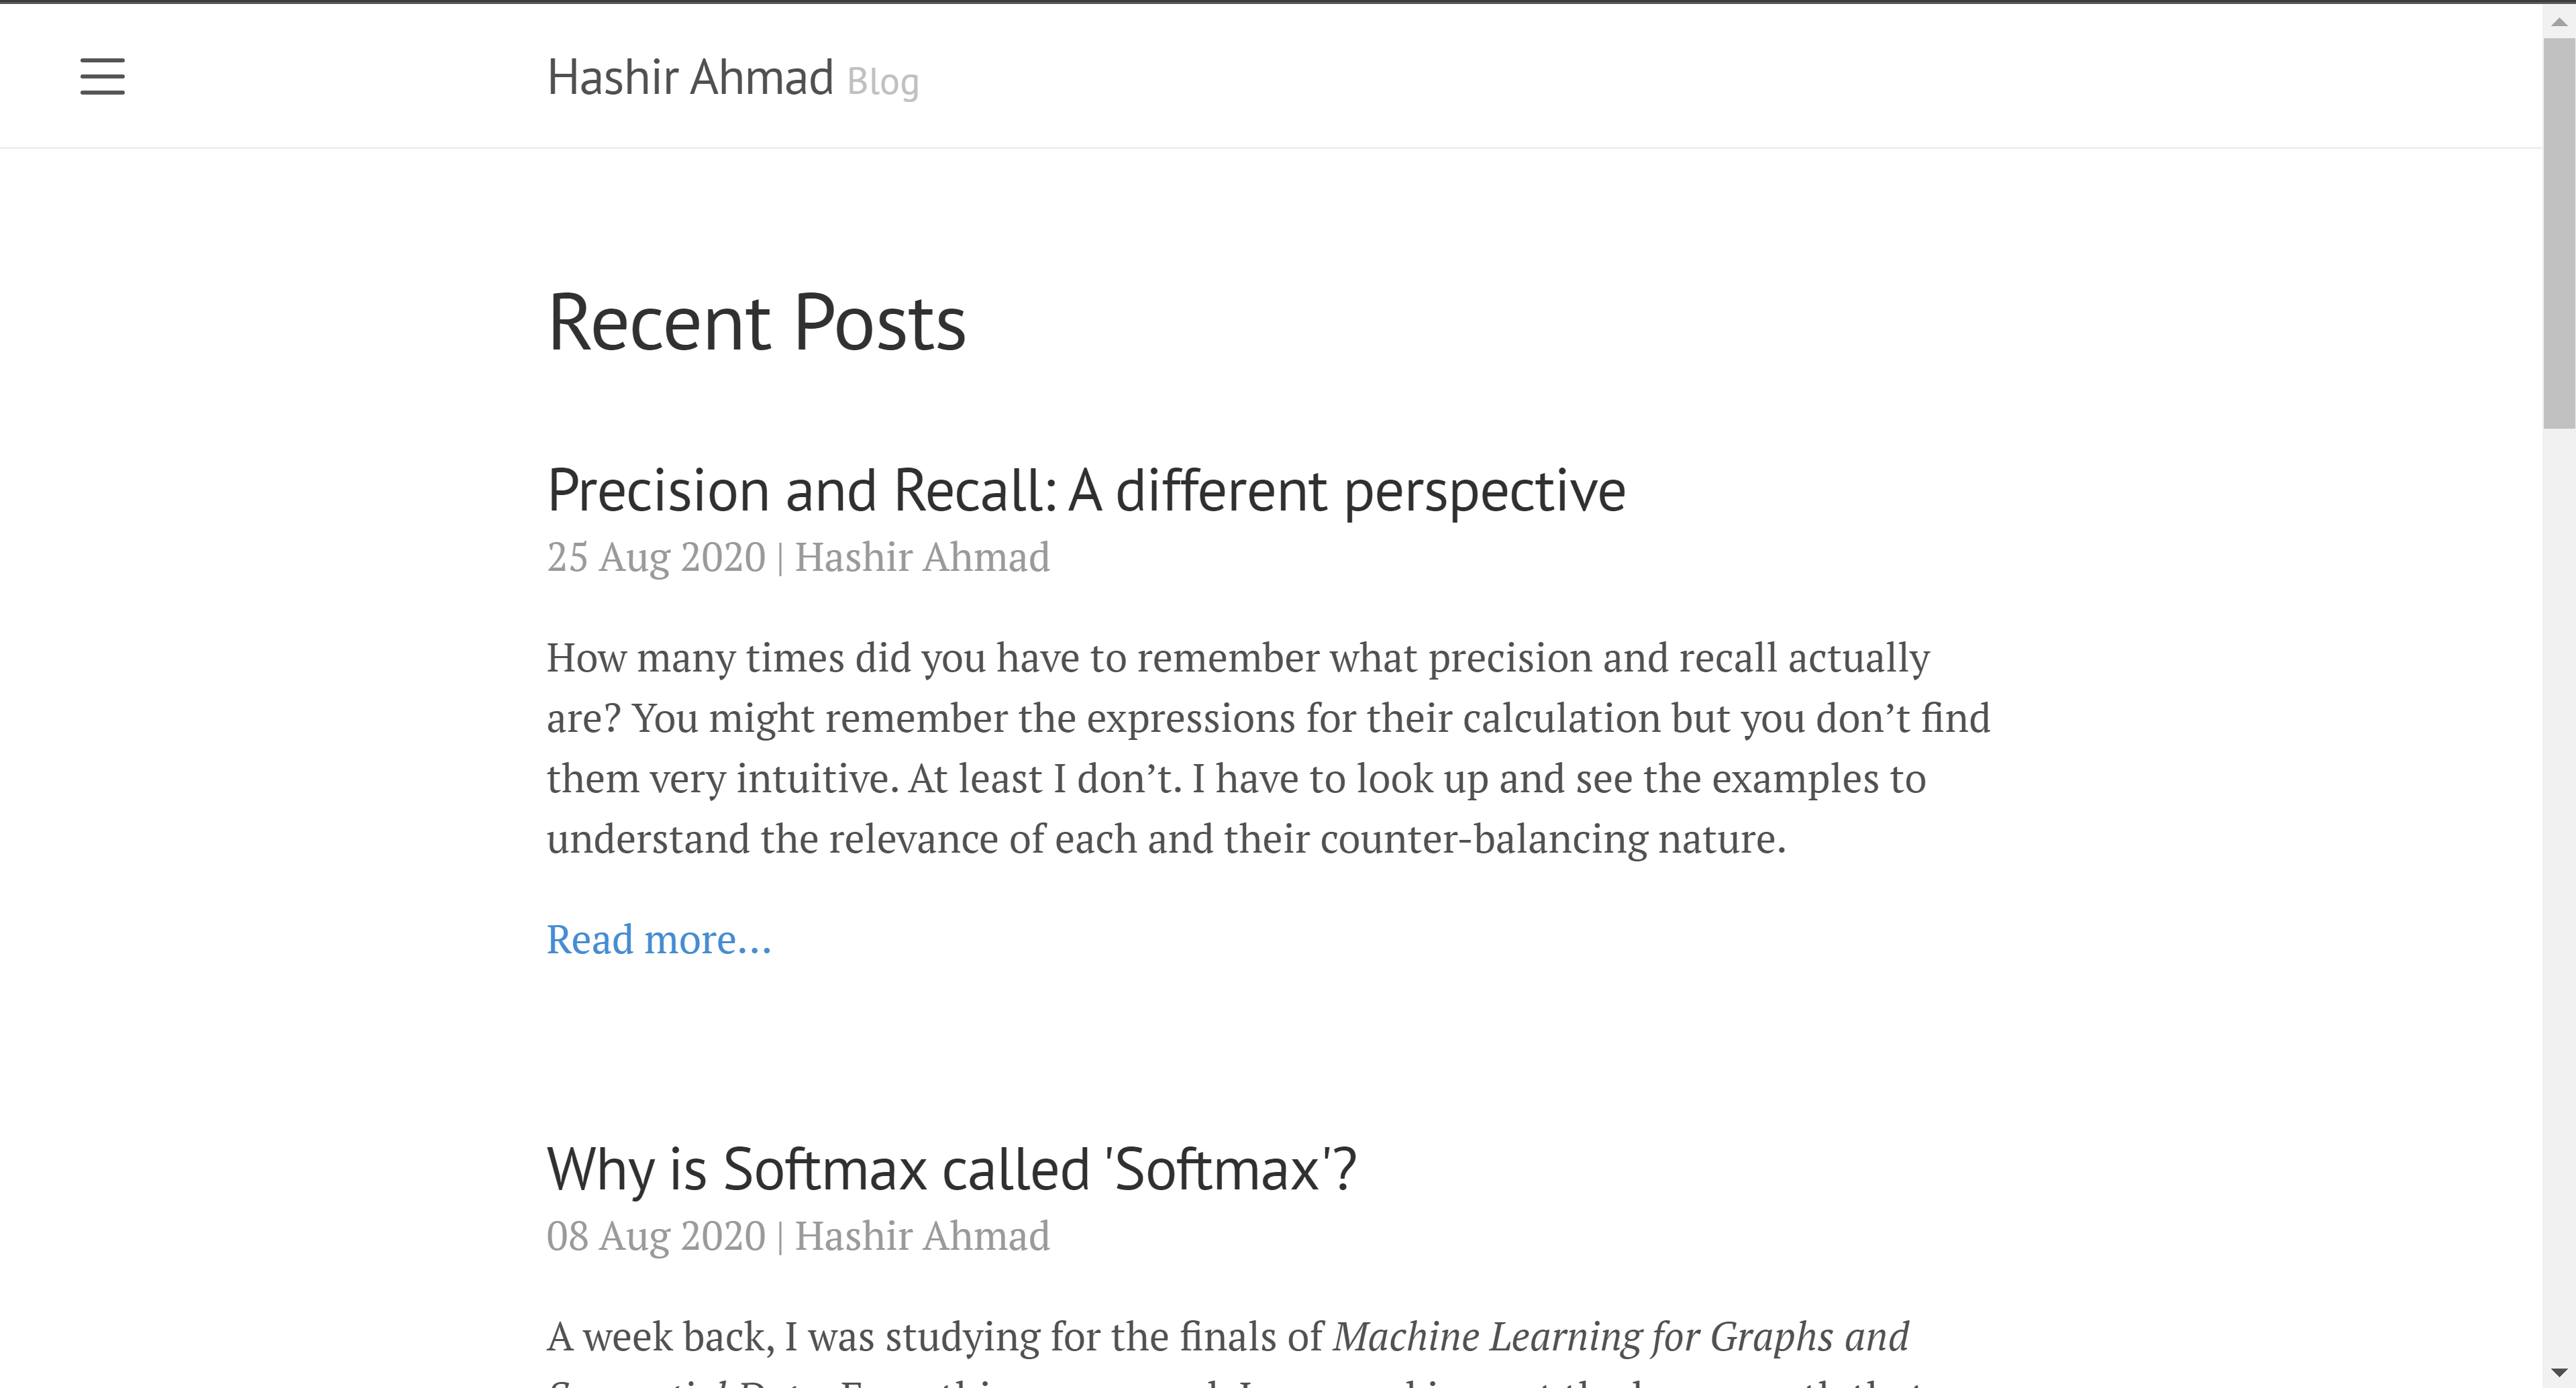 Hashir Ahmad Blog
Recent Posts
Precision and Recall: A different perspective
25 Aug 2020 | Hashir Ahmad
How many times did you have to remember what precision and recall actually
are? You might remember the expressions for their calculation but you don’t find
them very intuitive. At least I don’t. I have to look up and see the examples to
understand the relevance of each and their counter-balancing nature.
Read more...
Why is Softmax called 'Softmax'?
08 Aug 2020 | Hashir Ahmad
A week back, I was studying for the finals of Machine Learning for Graphs and